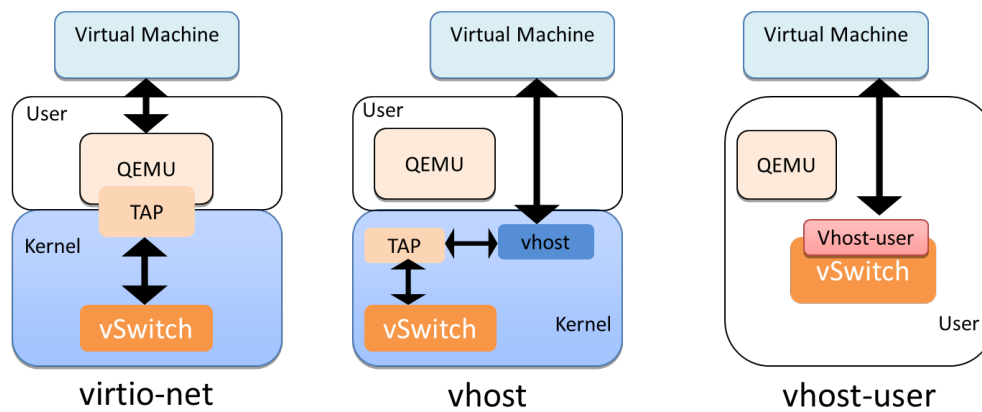 Virtual Machine
User
QEMU
TAP
Kernel
vSwitch
virtio-net
Virtual Machine
User
QEMU
TAP
vhost
vSwitch
Kernel
vhost
Virtual Machine
QEMU
Vhost-user
vSwitch
User
vhost-user